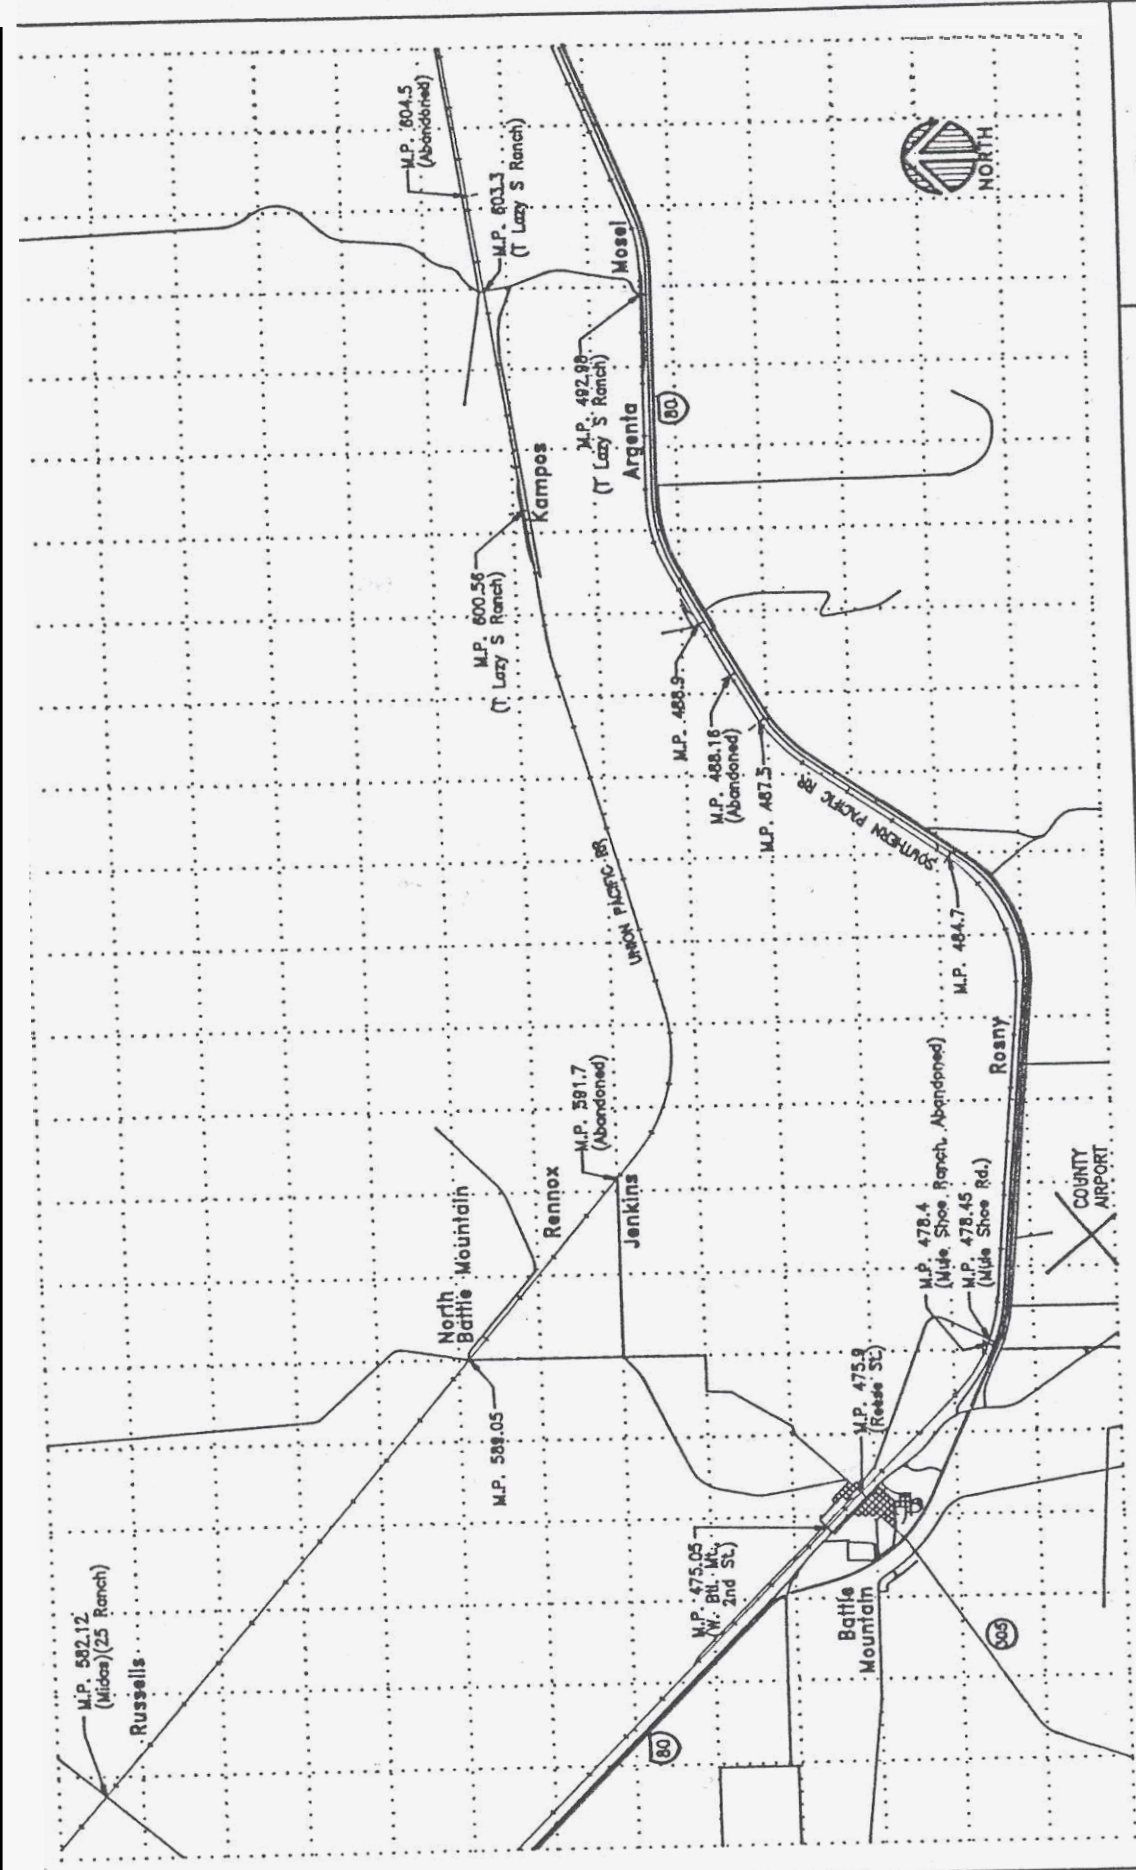 M.P. 582.12
(Midas)(25 Ranch)
Russells
M.P. 589.05
North
Battle Mountain
Rennox
M.P. 591.7
(Abandoned)
Jenkins
UNION PACIFIC RR
M.P. 600.56
(T Lazy S Ranch)
Kampos
M.P. 603.3
(T Lazy S Ranch)
M.P. 604.5
(Abandoned)
80
M.P. 475.05
(W. Btl. Mt.
2nd St.)
Battle
Mountain
305
M.P. 475.9
(Reese St.)
M.P. 478.4
(Mule Shoe Ranch, Abandoned)
M.P. 478.45
(Mule Shoe Rd.)
COUNTY
AIRPORT
Rosny
M.P. 484.7
SOUTHERN PACIFIC RR
M.P. 487.5
M.P. 488.16
(Abandoned)
M.P. 488.9
Argenta
80
M.P. 492.98
(T Lazy S Ranch)
Mosel
NORTH